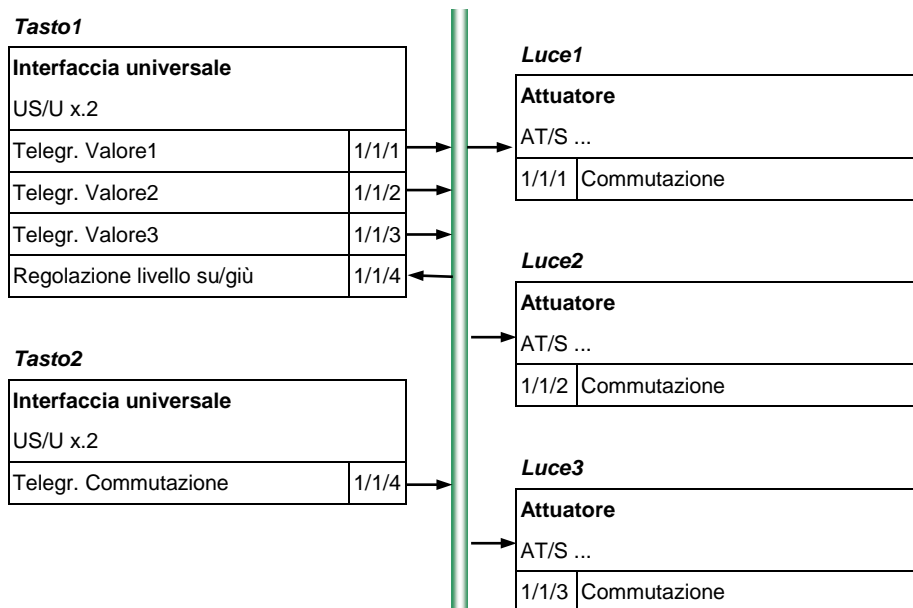 Tasto1
Interfaccia universale
US/U x.2
Telegr. Valore1 1/1/1
Telegr. Valore2 1/1/2
Telegr. Valore3 1/1/3
Regolazione livello su/giù 1/1/4
Tasto2
Interfaccia universale
US/U x.2
Telegr. Commutazione 1/1/4
Luce1
Attuatore
AT/S ...
1/1/1 Commutazione
Luce2
Attuatore
AT/S ...
1/1/2 Commutazione
Luce3
Attuatore
AT/S ...
1/1/3 Commutazione